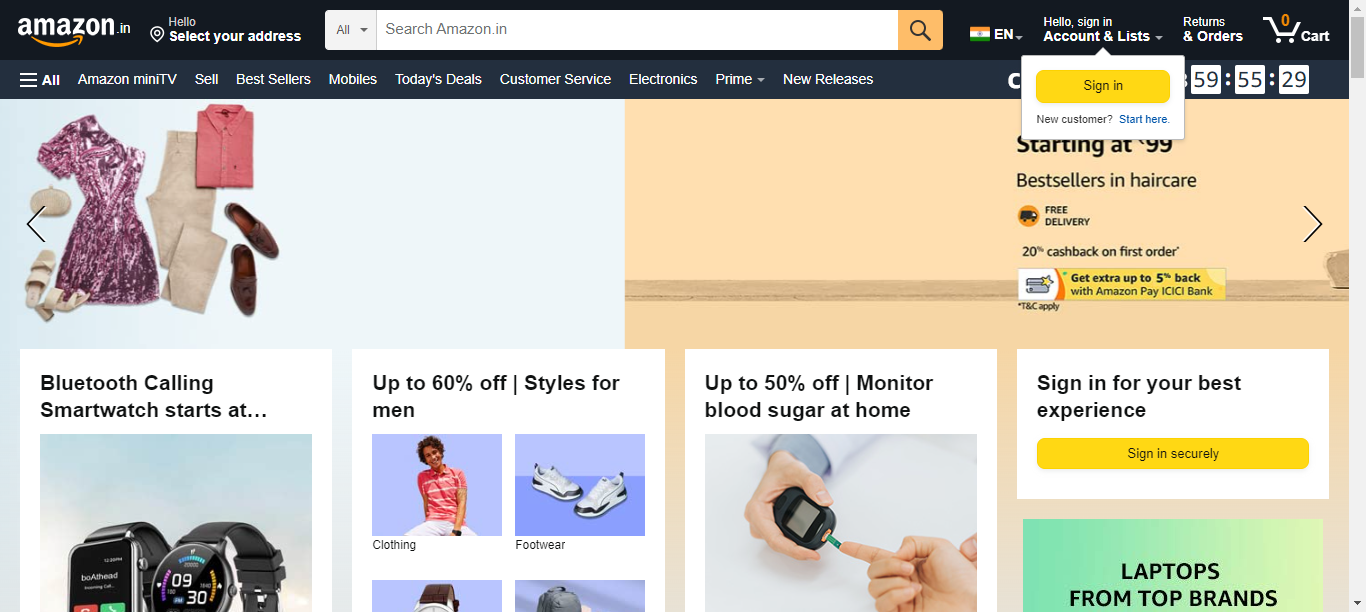 amazon.in
Hello
Select your address
All
Search Amazon.in
EN
Hello, sign in
Account & Lists
Returns
& Orders
0
Cart
All
Amazon miniTV
Sell
Best Sellers
Mobiles
Today's Deals
Customer Service
Electronics
Prime
New Releases
59:55:29
Sign in
New customer? Start here.
Starting at ₹99
Bestsellers in haircare
FREE
DELIVERY
20% cashback on first order*
Get extra up to 5% back
with Amazon Pay ICICI Bank
*T&C apply
Bluetooth Calling
Smartwatch starts at…
Up to 60% off | Styles for
men
Up to 50% off | Monitor
blood sugar at home
Sign in for your best
experience
Sign in securely
Clothing
Footwear
12:30PM
boAthead
Incoming Call...
09
30
LAPTOPS
FROM TOP BRANDS